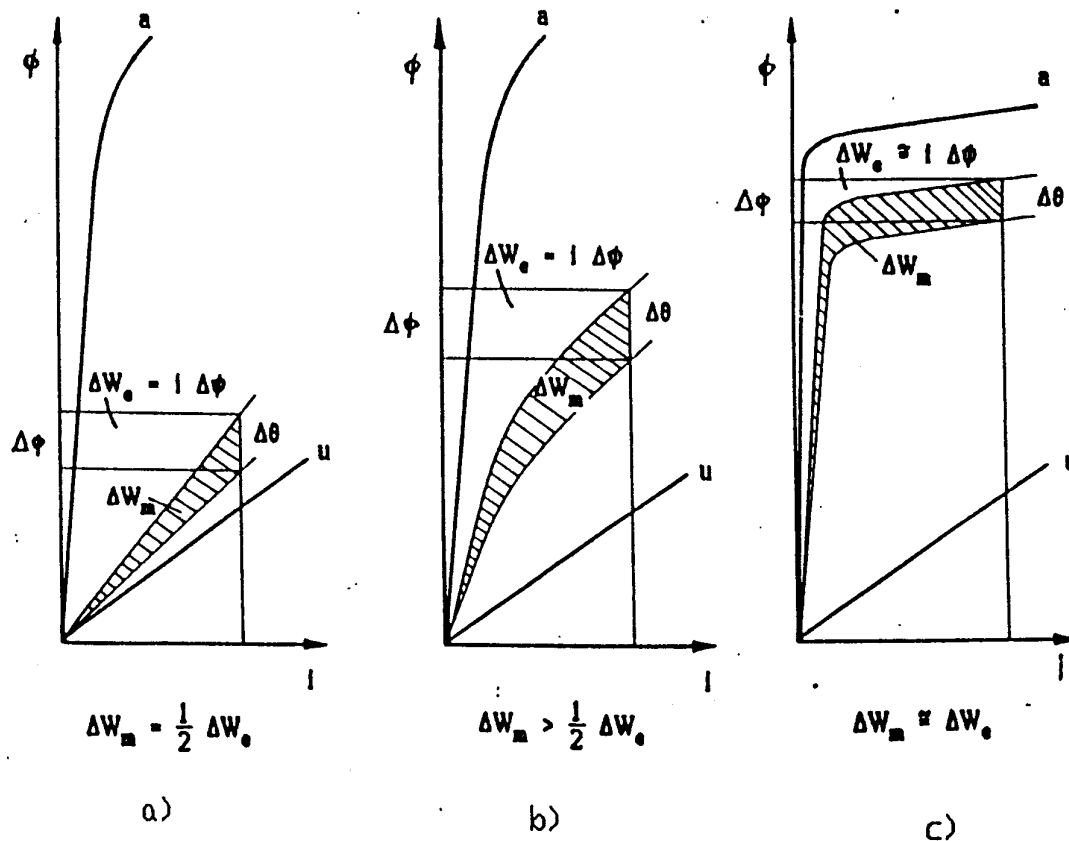 a
ϕ
ΔW_e = i Δϕ
Δϕ
Δθ
u
ΔW_m
i
ΔW_m = 1/2 ΔW_e
a)
a
ϕ
ΔW_e = i Δϕ
Δϕ
Δθ
ΔW_m
u
i
ΔW_m > 1/2 ΔW_e
b)
ϕ
a
ΔW_e ≅ i Δϕ
Δϕ
Δθ
ΔW_m
u
i
ΔW_m ≅ ΔW_e
c)